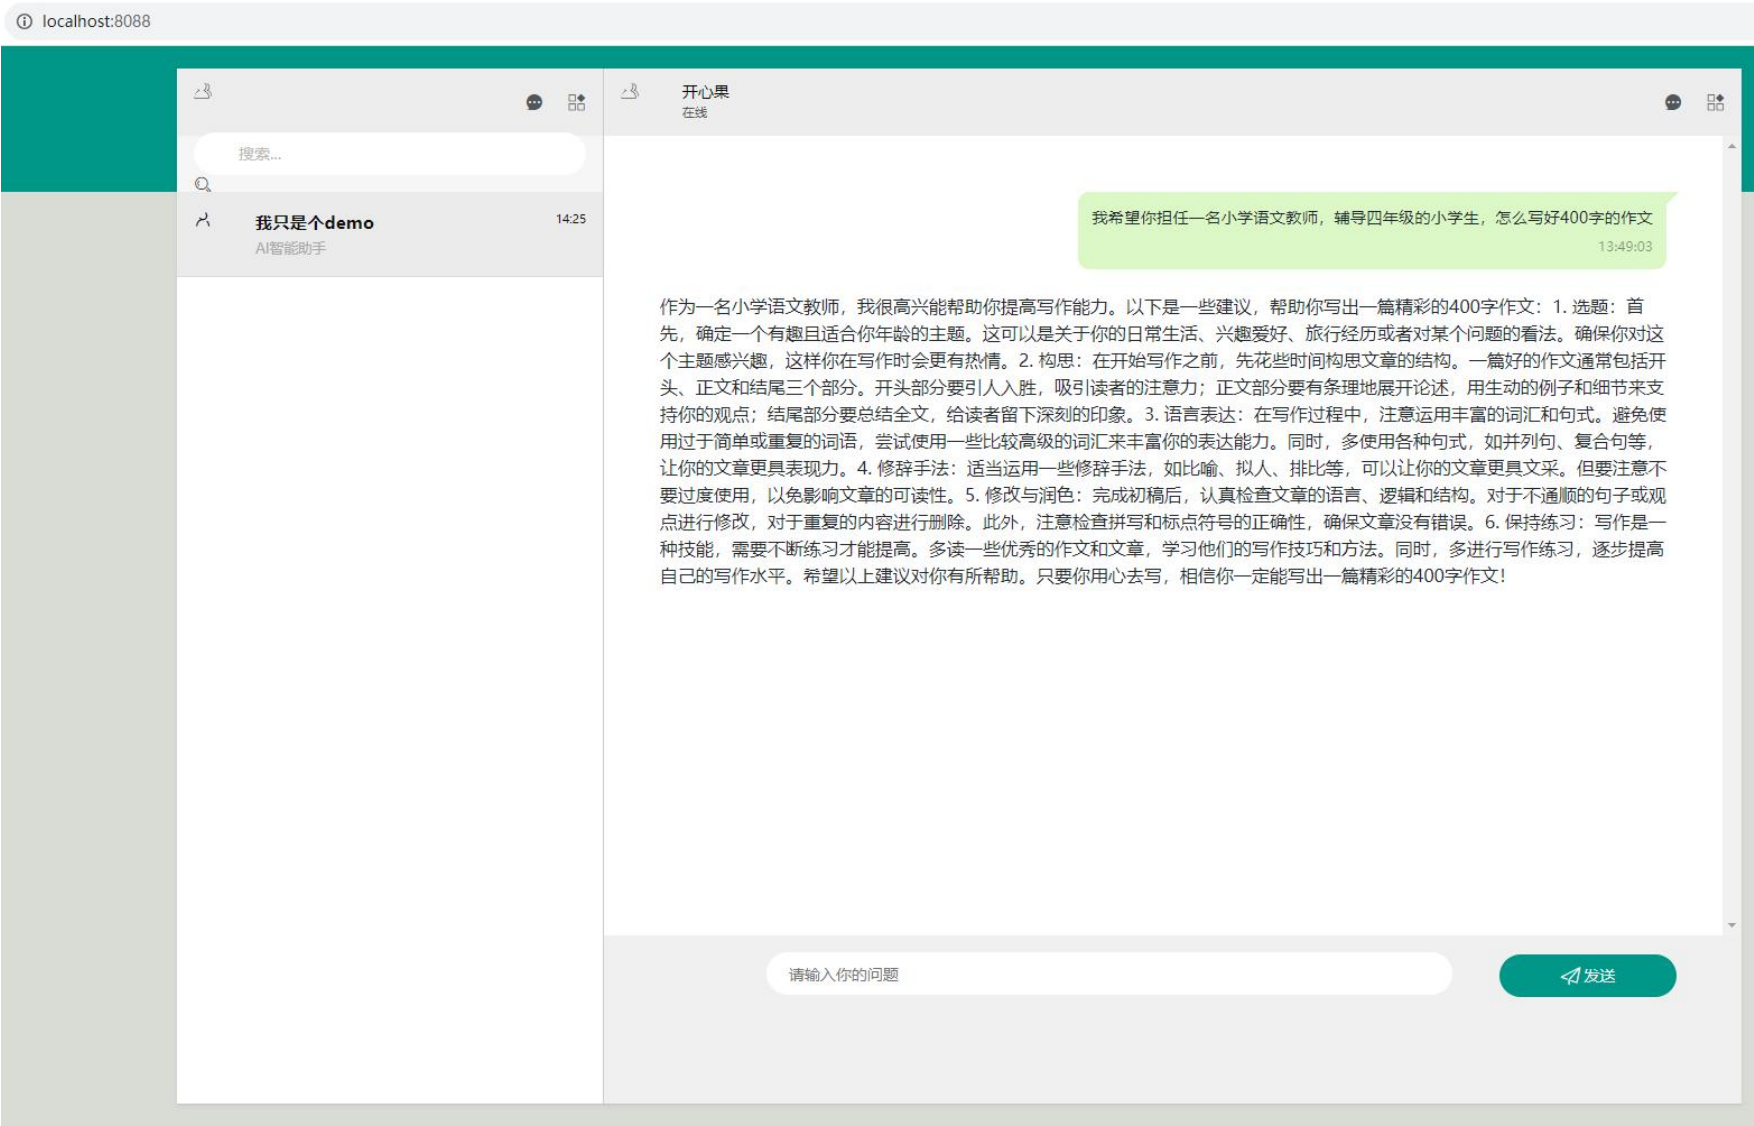 localhost:8088
搜索...
我只是个demo
14:25
AI智能助手
开心果
在线
我希望你担任一名小学语文教师，辅导四年级的小学生，怎么写好400字的作文
13:49:03
作为一名小学语文教师，我很高兴能帮助你提高写作能力。以下是一些建议，帮助你写出一篇精彩的400字作文：1. 选题：首
先，确定一个有趣且适合你年龄的主题。这可以是关于你的日常生活、兴趣爱好、旅行经历或者对某个问题的看法。确保你对这
个主题感兴趣，这样你在写作时会更有热情。2. 构思：在开始写作之前，先花些时间构思文章的结构。一篇好的作文通常包括开
头、正文和结尾三个部分。开头部分要引人入胜，吸引读者的注意力；正文部分要有条理地展开论述，用生动的例子和细节来支
持你的观点；结尾部分要总结全文，给读者留下深刻的印象。3. 语言表达：在写作过程中，注意运用丰富的词汇和句式。避免使
用过于简单或重复的词语，尝试使用一些比较高级的词汇来丰富你的表达能力。同时，多使用各种句式，如并列句、复合句等，
让你的文章更具表现力。4. 修辞手法：适当运用一些修辞手法，如比喻、拟人、排比等，可以让你的文章更具文采。但要注意不
要过度使用，以免影响文章的可读性。5. 修改与润色：完成初稿后，认真检查文章的语言、逻辑和结构。对于不通顺的句子或观
点进行修改，对于重复的内容进行删除。此外，注意检查拼写和标点符号的正确性，确保文章没有错误。6. 保持练习：写作是一
种技能，需要不断练习才能提高。多读一些优秀的作文和文章，学习他们的写作技巧和方法。同时，多进行写作练习，逐步提高
自己的写作水平。希望以上建议对你有所帮助。只要你用心去写，相信你一定能写出一篇精彩的400字作文！
请输入你的问题
发送